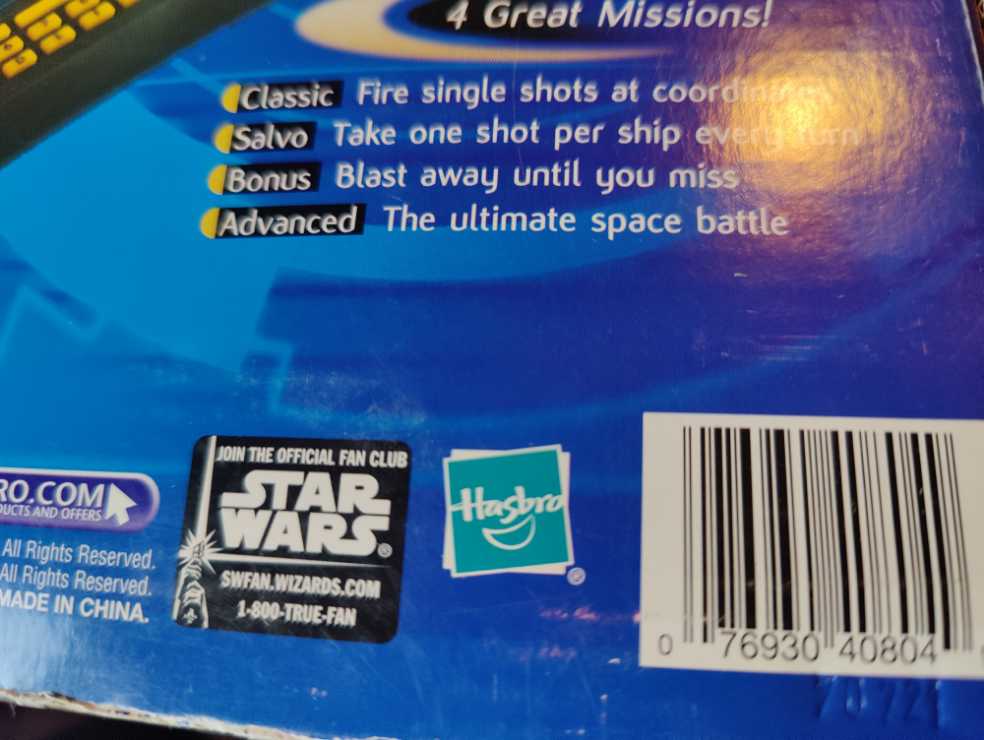 4 Great Missions!
Classic Fire single shots at coordinates
Salvo Take one shot per ship every turn
Bonus Blast away until you miss
Advanced The ultimate space battle
JOIN THE OFFICIAL FAN CLUB
STAR
WARS®
SWFAN.WIZARDS.COM
1-800-TRUE-FAN
Hasbro
®
RO.COM
UCTS AND OFFERS
All Rights Reserved.
All Rights Reserved.
MADE IN CHINA.
0 76930 40804